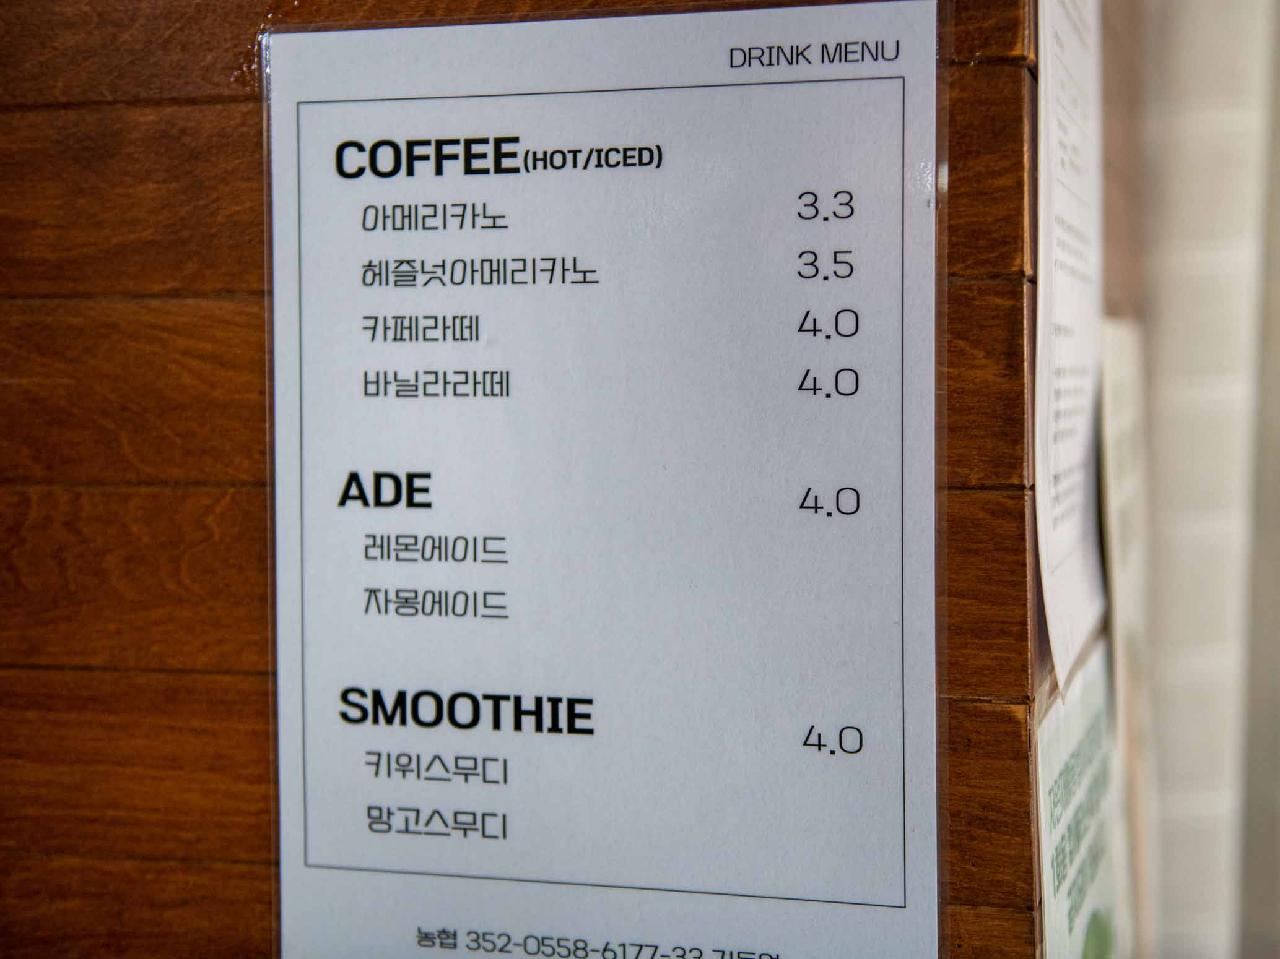 DRINK MENU
COFFEE(HOT/ICED)
아메리카노 3.3
헤즐넛아메리카노 3.5
카페라떼 4.0
바닐라라떼 4.0
ADE 4.0
레몬에이드
자몽에이드
SMOOTHIE 4.0
키위스무디
망고스무디
농협 352-0558-6177-33